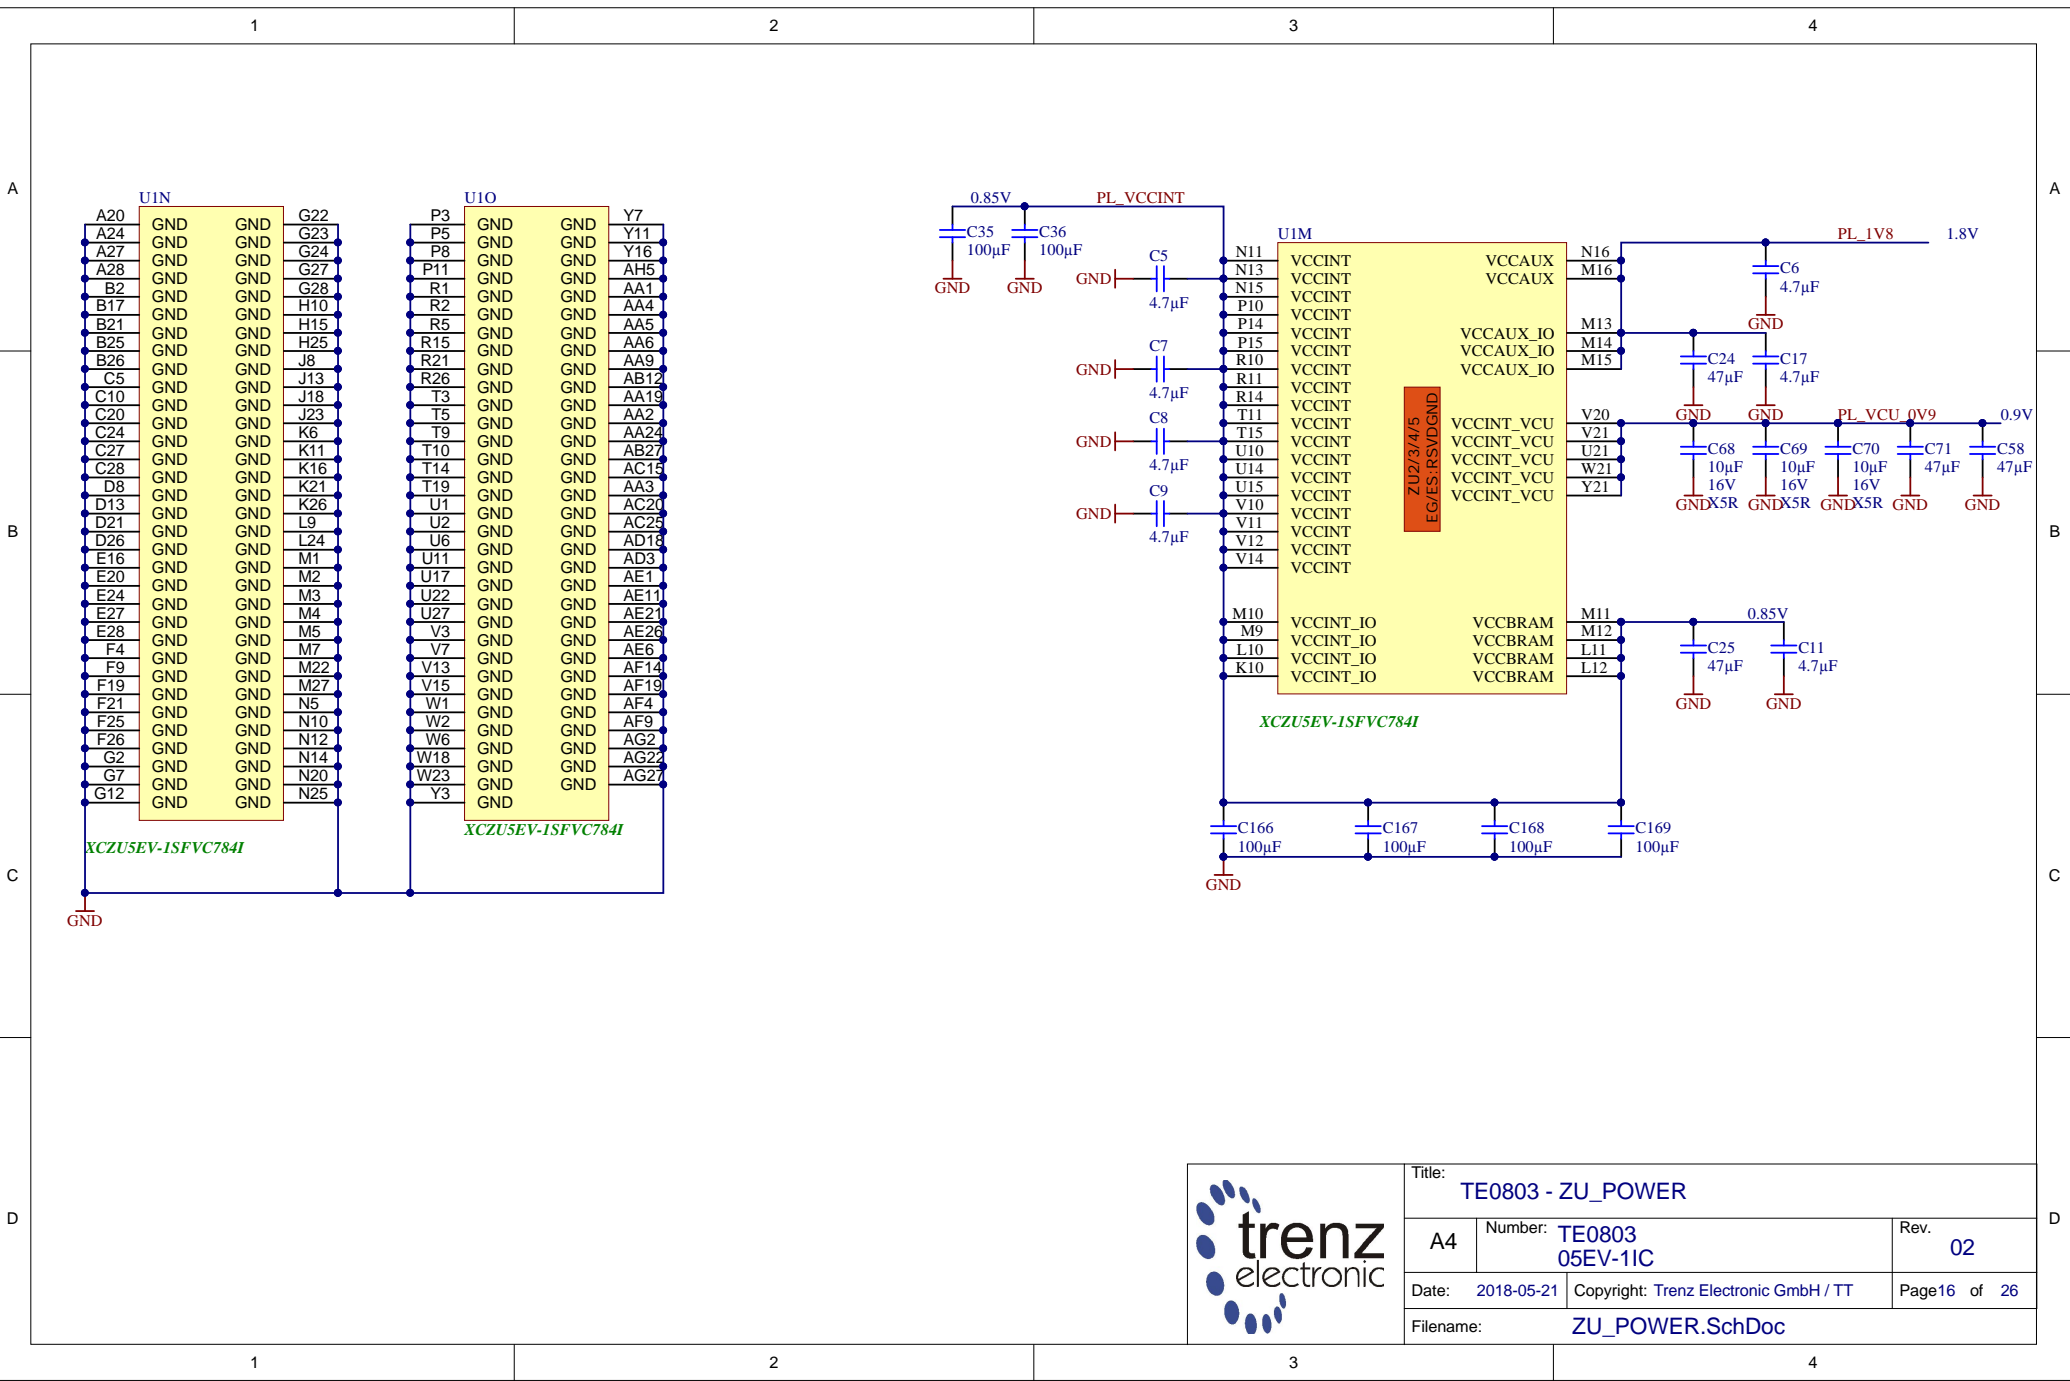 1 2 3 4
A A
B B
C C
D D
U1N
A20 GND GND G22
A24 GND GND G23
A27 GND GND G24
A28 GND GND G27
B2 GND GND G28
B17 GND GND H10
B21 GND GND H15
B25 GND GND H25
B26 GND GND J8
C5 GND GND J13
C10 GND GND J18
C20 GND GND J23
C24 GND GND K6
C27 GND GND K11
C28 GND GND K16
D8 GND GND K21
D13 GND GND K26
D21 GND GND L9
D26 GND GND L24
E16 GND GND M1
E20 GND GND M2
E24 GND GND M3
E27 GND GND M4
E28 GND GND M5
F4 GND GND M7
F9 GND GND M22
F19 GND GND M27
F21 GND GND N5
F25 GND GND N10
F26 GND GND N12
G2 GND GND N14
G7 GND GND N20
G12 GND GND N25
XCZU5EV-1SFVC784I
GND
U1O
P3 GND GND Y7
P5 GND GND Y11
P8 GND GND Y16
P11 GND GND AH5
R1 GND GND AA1
R2 GND GND AA4
R5 GND GND AA5
R15 GND GND AA6
R21 GND GND AA9
R26 GND GND AB12
T3 GND GND AA19
T5 GND GND AA2
T9 GND GND AA24
T10 GND GND AB27
T14 GND GND AC15
T19 GND GND AA3
U1 GND GND AC20
U2 GND GND AC25
U6 GND GND AD18
U11 GND GND AD3
U17 GND GND AE1
U22 GND GND AE11
U27 GND GND AE21
V3 GND GND AE26
V7 GND GND AE6
V13 GND GND AF14
V15 GND GND AF19
W1 GND GND AF4
W2 GND GND AF9
W6 GND GND AG2
W18 GND GND AG22
W23 GND GND AG27
Y3 GND
XCZU5EV-1SFVC784I
0.85V PL_VCCINT
C35 100µF GND
C36 100µF GND
C5 GND 4.7µF
C7 GND 4.7µF
C8 GND 4.7µF
C9 GND 4.7µF
U1M
N11 VCCINT VCCAUX N16
N13 VCCINT VCCAUX M16
N15 VCCINT
P10 VCCINT
P14 VCCINT VCCAUX_IO M13
P15 VCCINT VCCAUX_IO M14
R10 VCCINT VCCAUX_IO M15
R11 VCCINT
R14 VCCINT
T11 VCCINT VCCINT_VCU V20
T15 VCCINT VCCINT_VCU V21
U10 VCCINT VCCINT_VCU U21
U14 VCCINT VCCINT_VCU W21
U15 VCCINT VCCINT_VCU Y21
V10 VCCINT
V11 VCCINT
V12 VCCINT
V14 VCCINT
M10 VCCINT_IO VCCBRAM M11
M9 VCCINT_IO VCCBRAM M12
L10 VCCINT_IO VCCBRAM L11
K10 VCCINT_IO VCCBRAM L12
ZU2/3/4/5
EG/ES:RSVDGND
XCZU5EV-1SFVC784I
PL_1V8 1.8V
C6 4.7µF GND
C24 47µF GND
C17 4.7µF GND
PL_VCU_0V9 0.9V
C68 10µF 16V X5R GND
C69 10µF 16V X5R GND
C70 10µF 16V X5R GND
C71 47µF GND
C58 47µF GND
0.85V
C25 47µF GND
C11 4.7µF GND
C166 100µF
C167 100µF
C168 100µF
C169 100µF
GND
trenz
electronic
Title:
TE0803 - ZU_POWER
A4 Number: TE0803
05EV-1IC
Rev. 02
Date: 2018-05-21 Copyright: Trenz Electronic GmbH / TT Page16 of 26
Filename: ZU_POWER.SchDoc
1 2 3 4